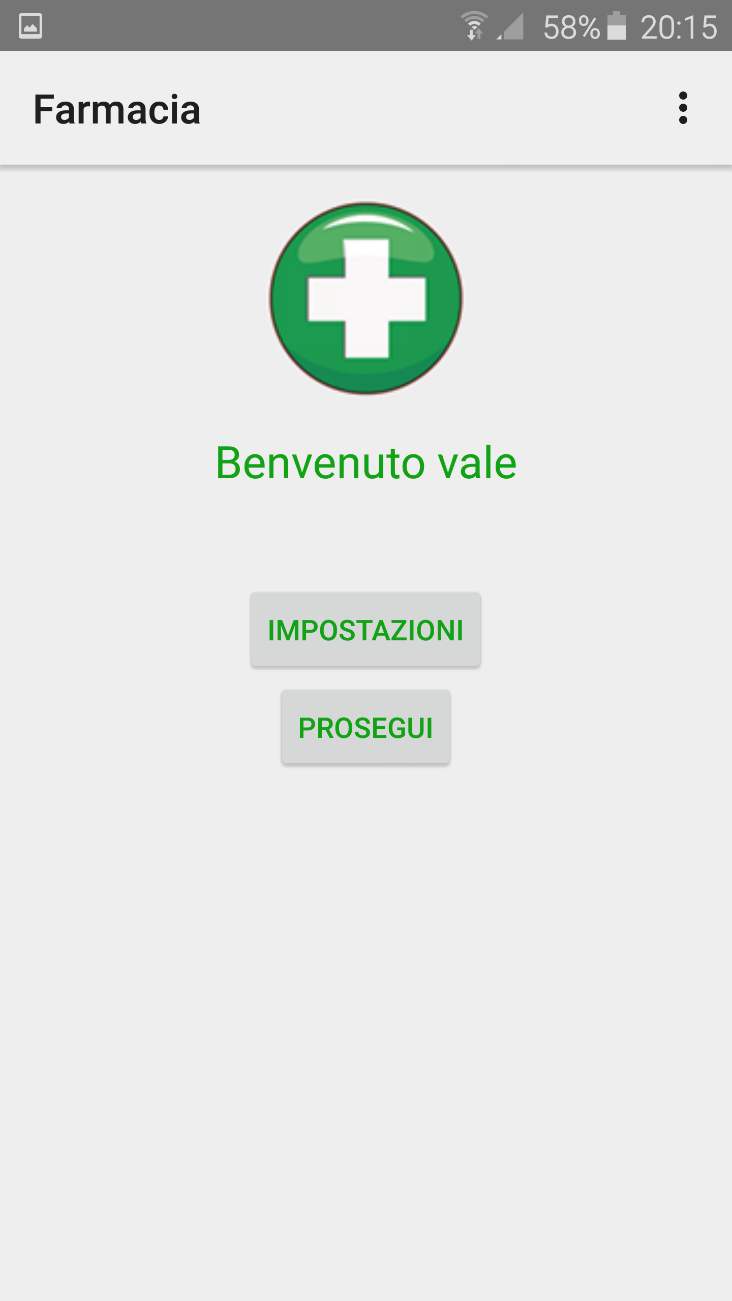 58% 20:15
Farmacia
Benvenuto vale
IMPOSTAZIONI
PROSEGUI